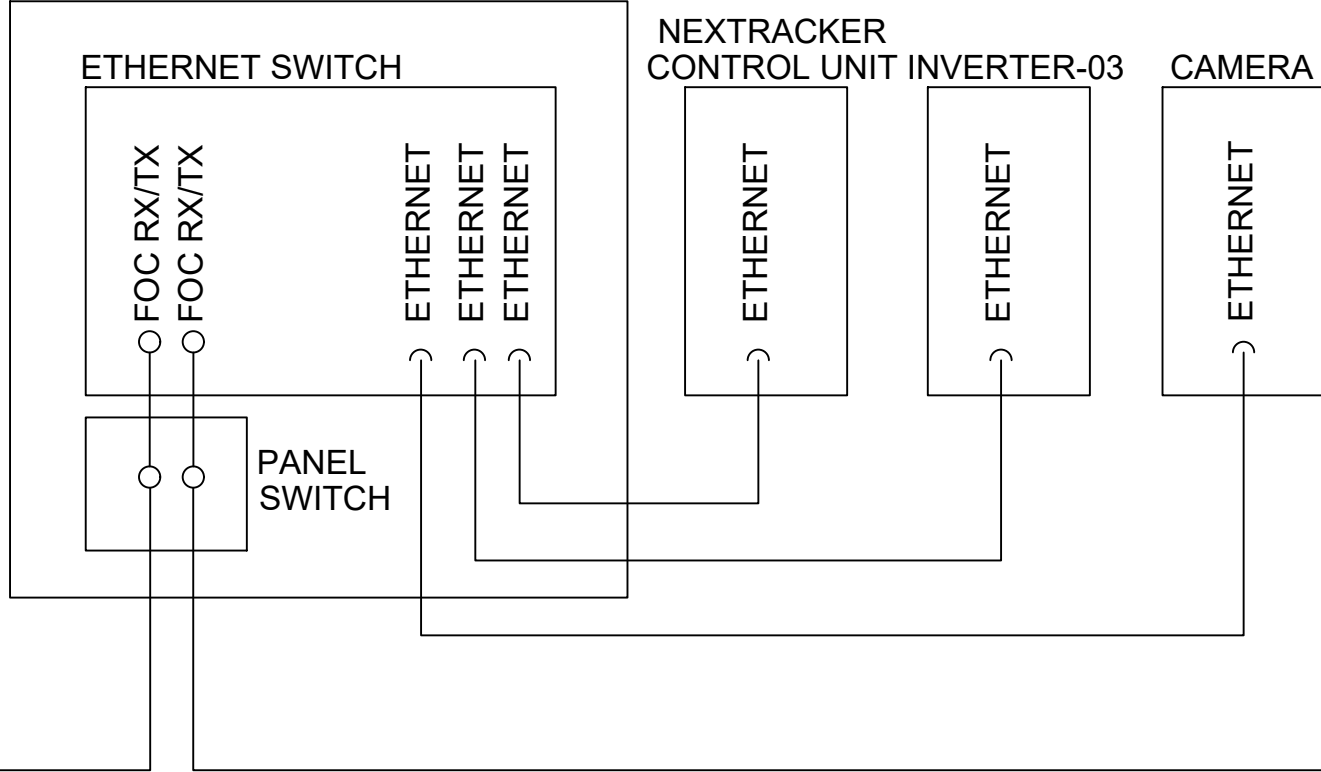 NEXTRACKER
ETHERNET SWITCH
CONTROL UNIT
INVERTER-03
CAMERA
FOC RX/TX
FOC RX/TX
ETHERNET
ETHERNET
ETHERNET
ETHERNET
ETHERNET
ETHERNET
PANEL
SWITCH